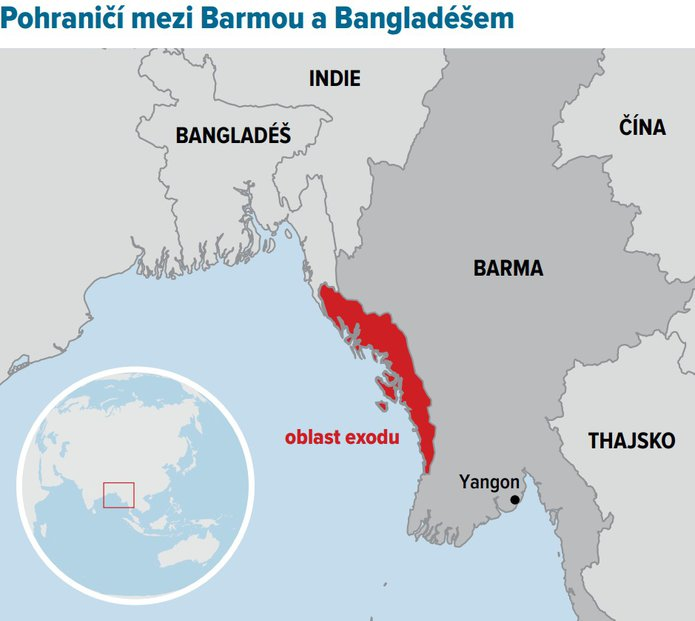 Pohraničí mezi Barmou a Bangladéšem
INDIE
ČÍNA
BANGLADÉŠ
BARMA
oblast exodu
THAJSKO
Yangon